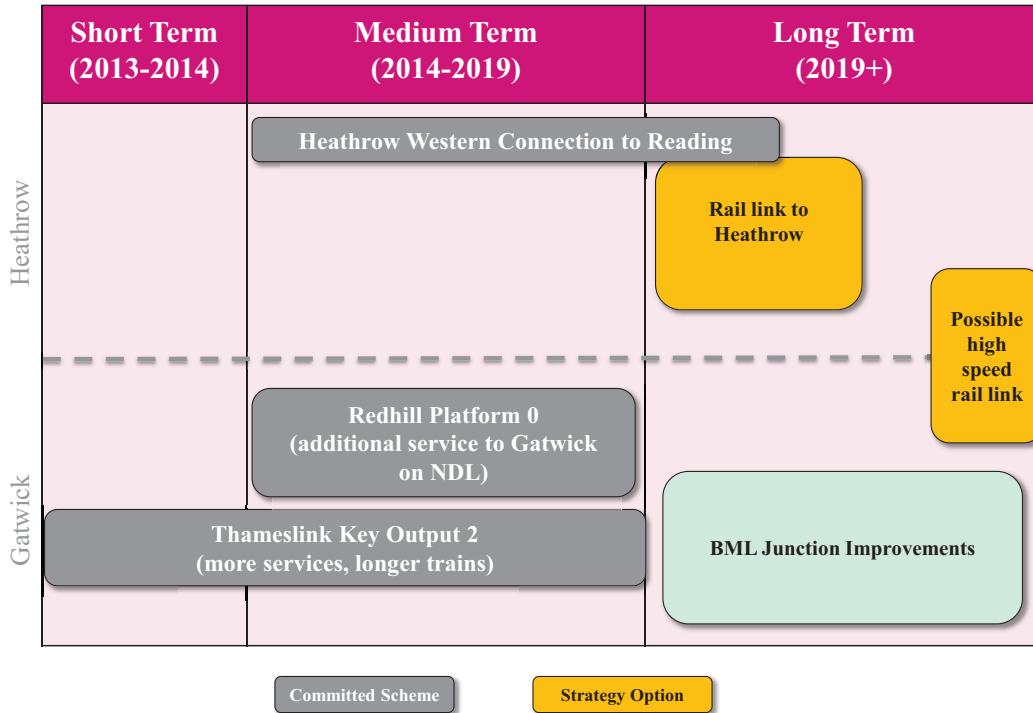 Short Term
(2013-2014)
Medium Term
(2014-2019)
Long Term
(2019+)
Heathrow
Heathrow Western Connection to Reading
Rail link to
Heathrow
Possible
high
speed
rail link
Gatwick
Redhill Platform 0
(additional service to Gatwick
on NDL)
Thameslink Key Output 2
(more services, longer trains)
BML Junction Improvements
Committed Scheme
Strategy Option